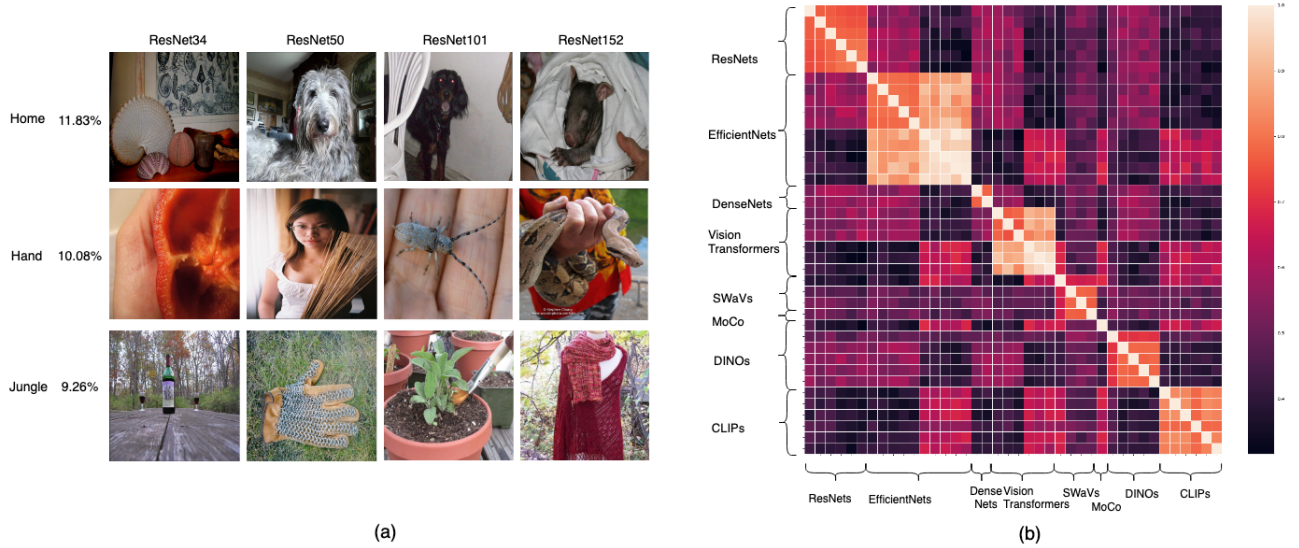 ResNet34 ResNet50 ResNet101 ResNet152
Home 11.83%
Hand 10.08%
Jungle 9.26%
(a)
ResNets
EfficientNets
DenseNets
Vision
Transformers
SWaVs
MoCo
DINOs
CLIPs
ResNets EfficientNets Dense Vision SWaVs DINOs CLIPs
Nets Transformers MoCo
(b)